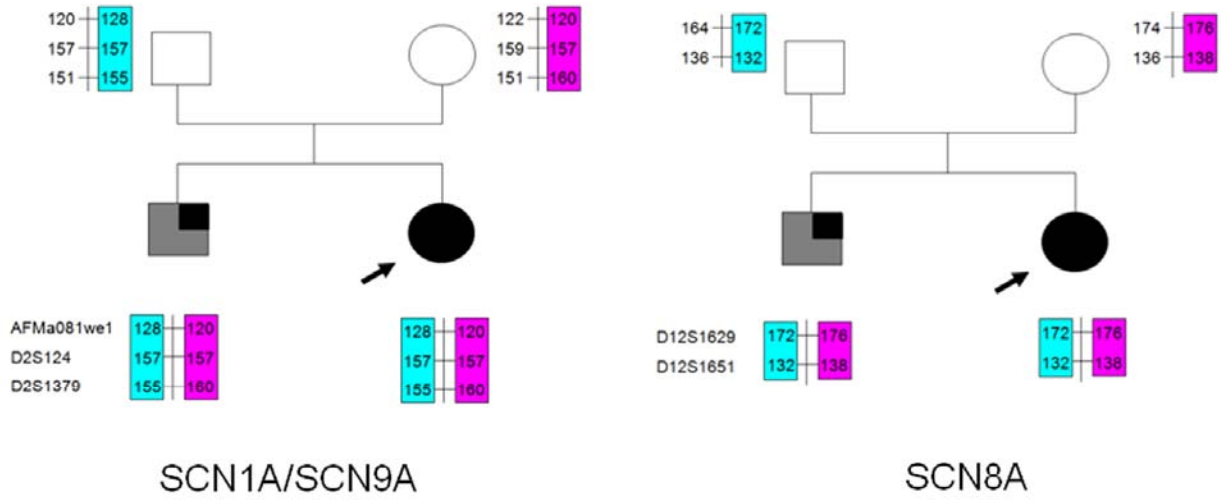 120 128
157 157
151 155
122 120
159 157
151 160
164 172
136 132
174 176
136 138
AFMa081we1 128 120 128 120
D2S124 157 157 157 157
D2S1379 155 160 155 160
D12S1629 172 176 172 176
D12S1651 132 138 132 138
SCN1A/SCN9A
SCN8A